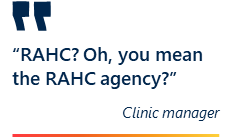 “RAHC? Oh, you mean
the RAHC agency?”
Clinic manager